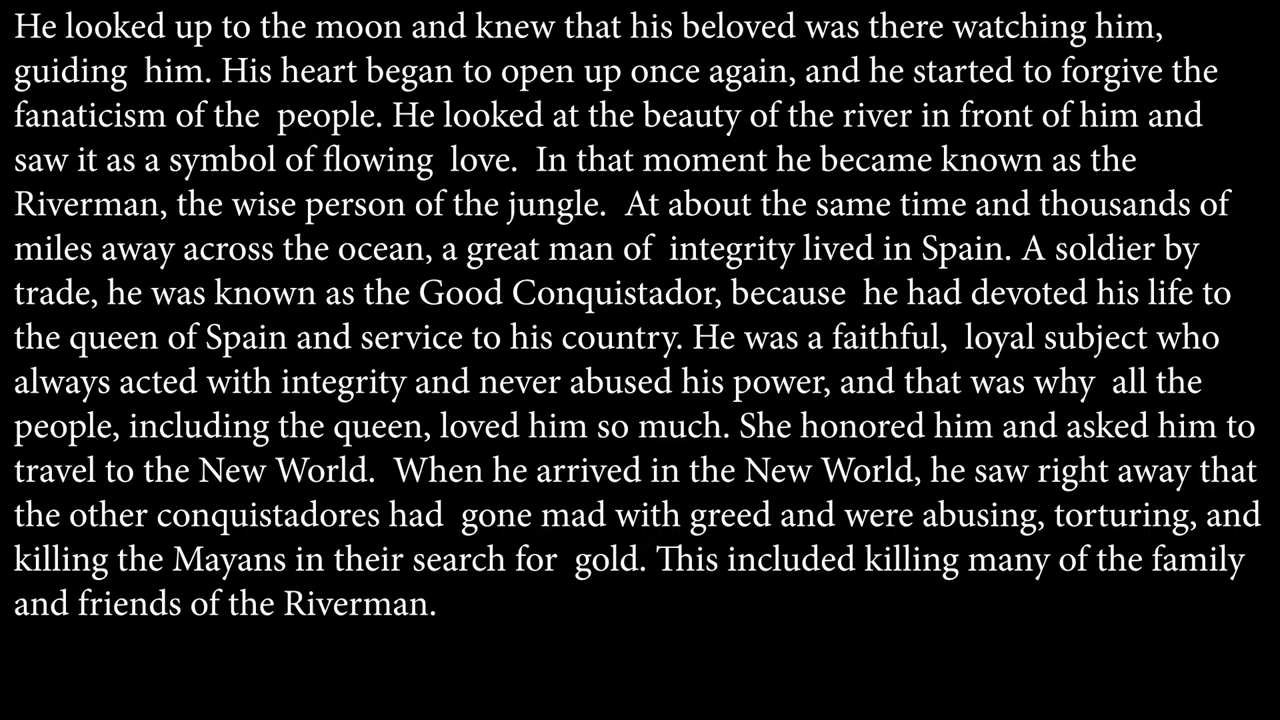 He looked up to the moon and knew that his beloved was there watching him,
guiding  him. His heart began to open up once again, and he started to forgive the
fanaticism of the  people. He looked at the beauty of the river in front of him and
saw it as a symbol of flowing  love.  In that moment he became known as the
Riverman, the wise person of the jungle.  At about the same time and thousands of
miles away across the ocean, a great man of  integrity lived in Spain. A soldier by
trade, he was known as the Good Conquistador, because  he had devoted his life to
the queen of Spain and service to his country. He was a faithful,  loyal subject who
always acted with integrity and never abused his power, and that was why  all the
people, including the queen, loved him so much. She honored him and asked him to
travel to the New World.  When he arrived in the New World, he saw right away that
the other conquistadores had  gone mad with greed and were abusing, torturing, and
killing the Mayans in their search for  gold. This included killing many of the family
and friends of the Riverman.